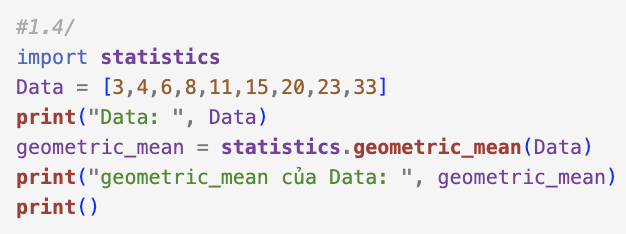 #1.4/
import statistics
Data = [3,4,6,8,11,15,20,23,33]
print("Data: ", Data)
geometric_mean = statistics.geometric_mean(Data)
print("geometric_mean của Data: ", geometric_mean)
print()